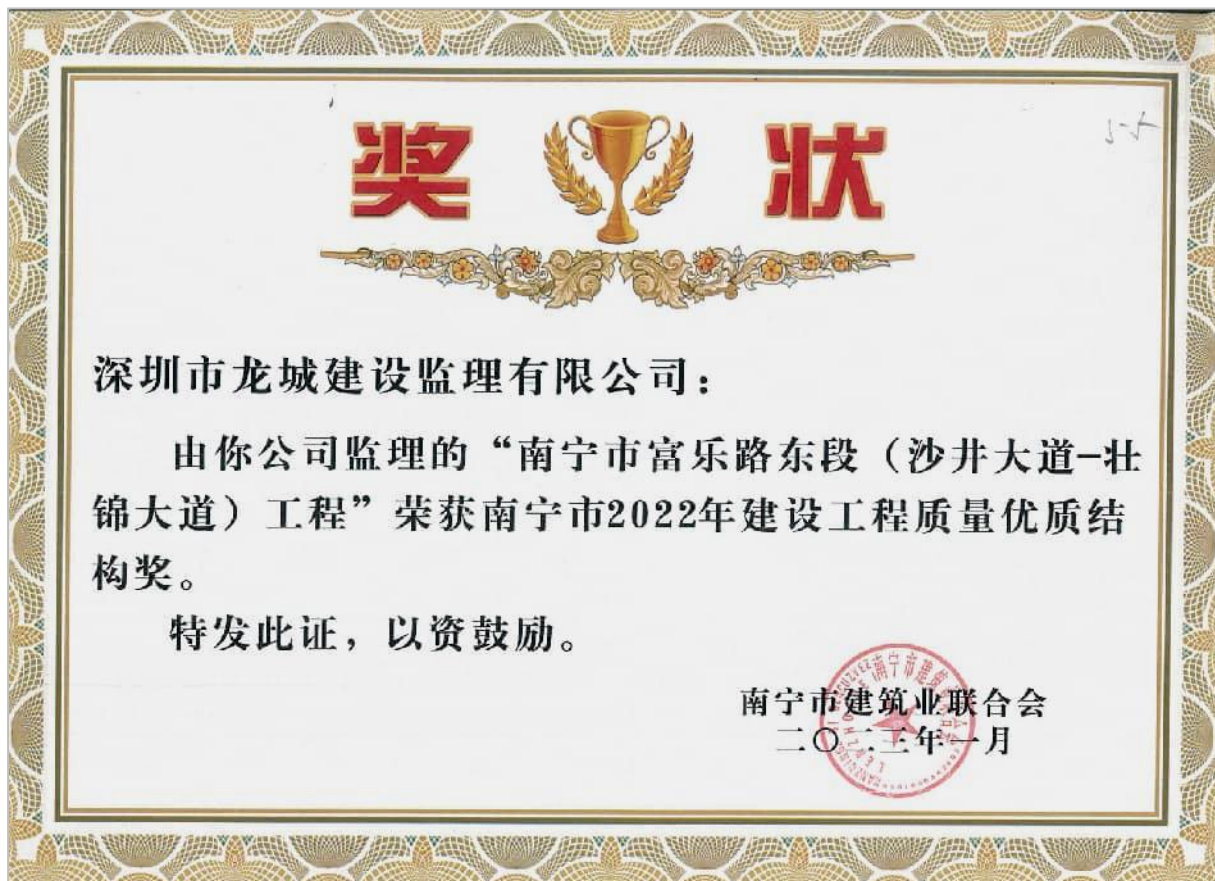 奖状
深圳市龙城建设监理有限公司：
由你公司监理的“南宁市富乐路东段（沙井大道-壮
锦大道）工程”荣获南宁市2022年建设工程质量优质结
构奖。
特发此证，以资鼓励。
南宁市建筑业联合会
二〇二三年一月